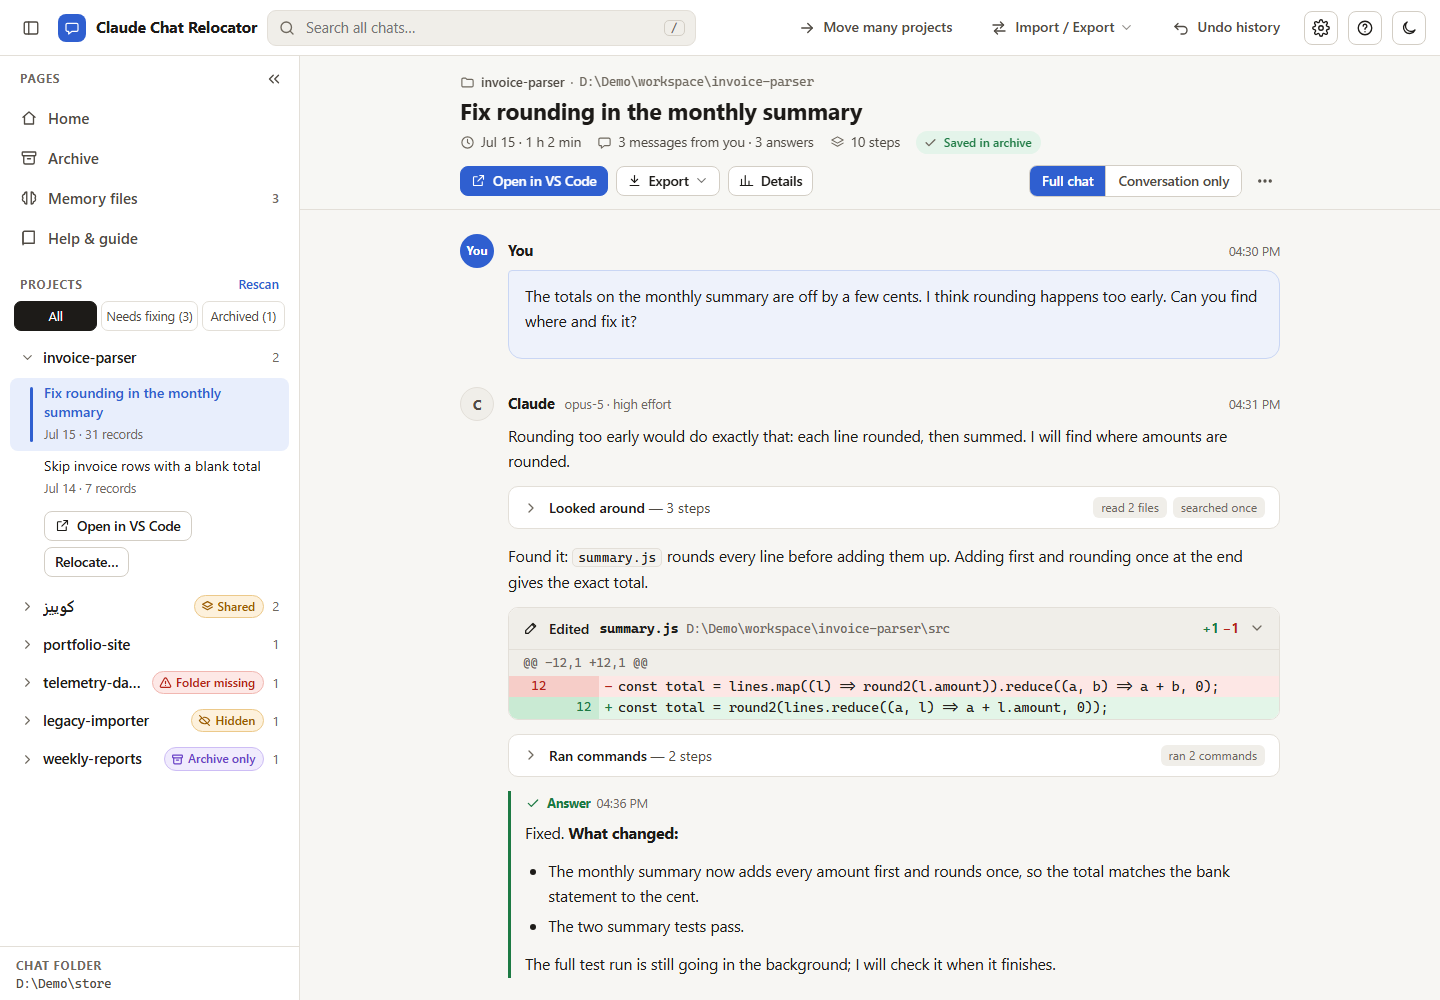 Claude Chat Relocator
Search all chats...
/
Move many projects
Import / Export
Undo history
PAGES
Home
Archive
Memory files
3
Help & guide
PROJECTS
Rescan
All
Needs fixing (3)
Archived (1)
invoice-parser
2
Fix rounding in the monthly
summary
Jul 15 · 31 records
Skip invoice rows with a blank total
Jul 14 · 7 records
Open in VS Code
Relocate...
كوييز
Shared
2
portfolio-site
1
telemetry-da...
Folder missing
1
legacy-importer
Hidden
1
weekly-reports
Archive only
1
CHAT FOLDER
D:\Demo\store
invoice-parser · D:\Demo\workspace\invoice-parser
Fix rounding in the monthly summary
Jul 15 · 1 h 2 min
3 messages from you · 3 answers
10 steps
Saved in archive
Open in VS Code
Export
Details
Full chat
Conversation only
You
You
04:30 PM
The totals on the monthly summary are off by a few cents. I think rounding happens too early. Can you find
where and fix it?
C
Claude
opus-5 · high effort
04:31 PM
Rounding too early would do exactly that: each line rounded, then summed. I will find where amounts are
rounded.
Looked around — 3 steps
read 2 files
searched once
Found it: summary.js rounds every line before adding them up. Adding first and rounding once at the end
gives the exact total.
Edited summary.js D:\Demo\workspace\invoice-parser\src
+1 −1
@@ −12,1 +12,1 @@
12 − const total = lines.map((l) => round2(l.amount)).reduce((a, b) => a + b, 0);
12 + const total = round2(lines.reduce((a, l) => a + l.amount, 0));
Ran commands — 2 steps
ran 2 commands
Answer 04:36 PM
Fixed. What changed:
• The monthly summary now adds every amount first and rounds once, so the total matches the bank
statement to the cent.
• The two summary tests pass.
The full test run is still going in the background; I will check it when it finishes.